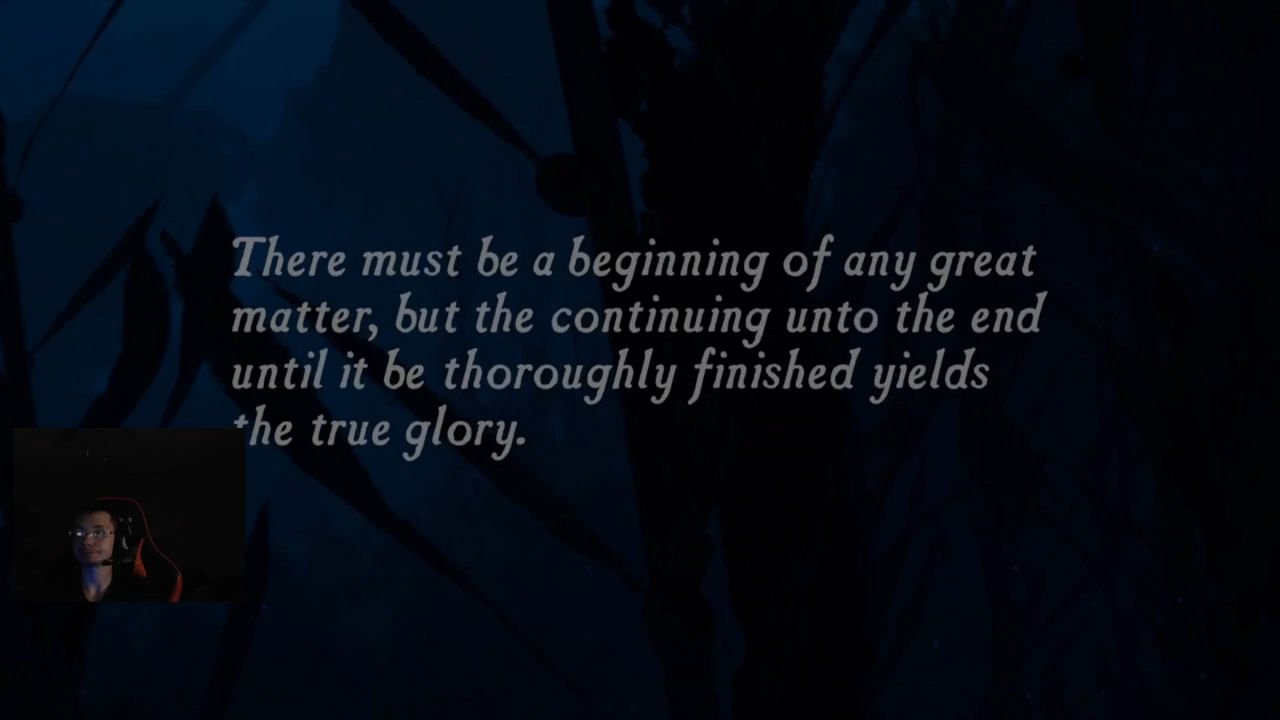 There must be a beginning of any great
matter, but the continuing unto the end
until it be thoroughly finished yields
the true glory.